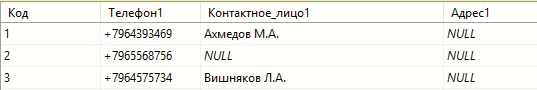 Код Телефон1 Контактное_лицо1 Адрес1
1 +7964393469 Ахмедов М.А. NULL
2 +7965568756 NULL NULL
3 +7964575734 Вишняков Л.А. NULL